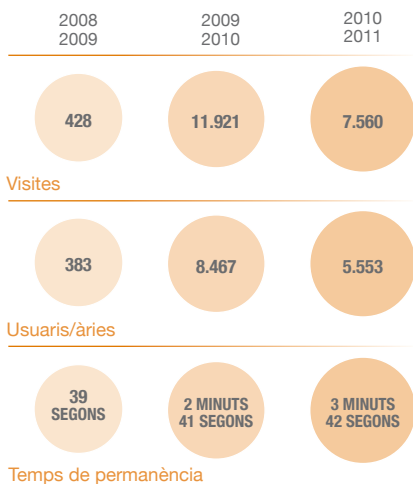 2008 2009 2010
2009 2010 2011
428 11.921 7.560
Visites
383 8.467 5.553
Usuaris/àries
39 2 MINUTS 3 MINUTS
SEGONS 41 SEGONS 42 SEGONS
Temps de permanència